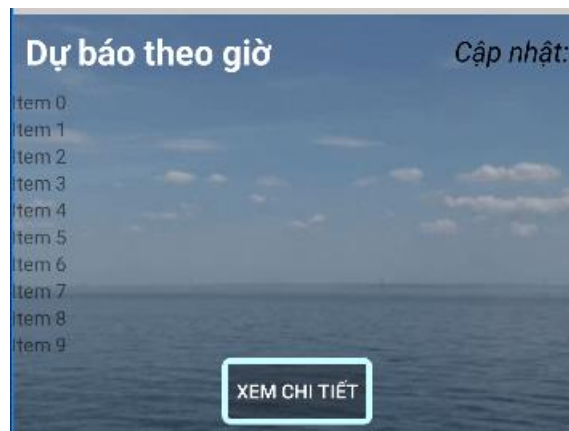 Dự báo theo giờ
Cập nhật:
Item 0
Item 1
Item 2
Item 3
Item 4
Item 5
Item 6
Item 7
Item 8
Item 9
XEM CHI TIẾT